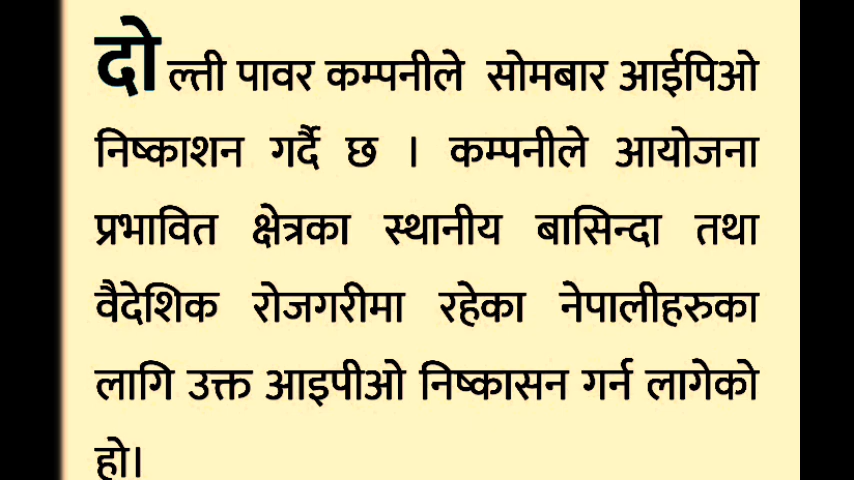 दोल्ती पावर कम्पनीले सोमबार आईपिओ
निष्काशन गर्दै छ । कम्पनीले आयोजना
प्रभावित क्षेत्रका स्थानीय बासिन्दा तथा
वैदेशिक रोजगरीमा रहेका नेपालीहरुका
लागि उक्त आइपीओ निष्कासन गर्न लागेको
हो।